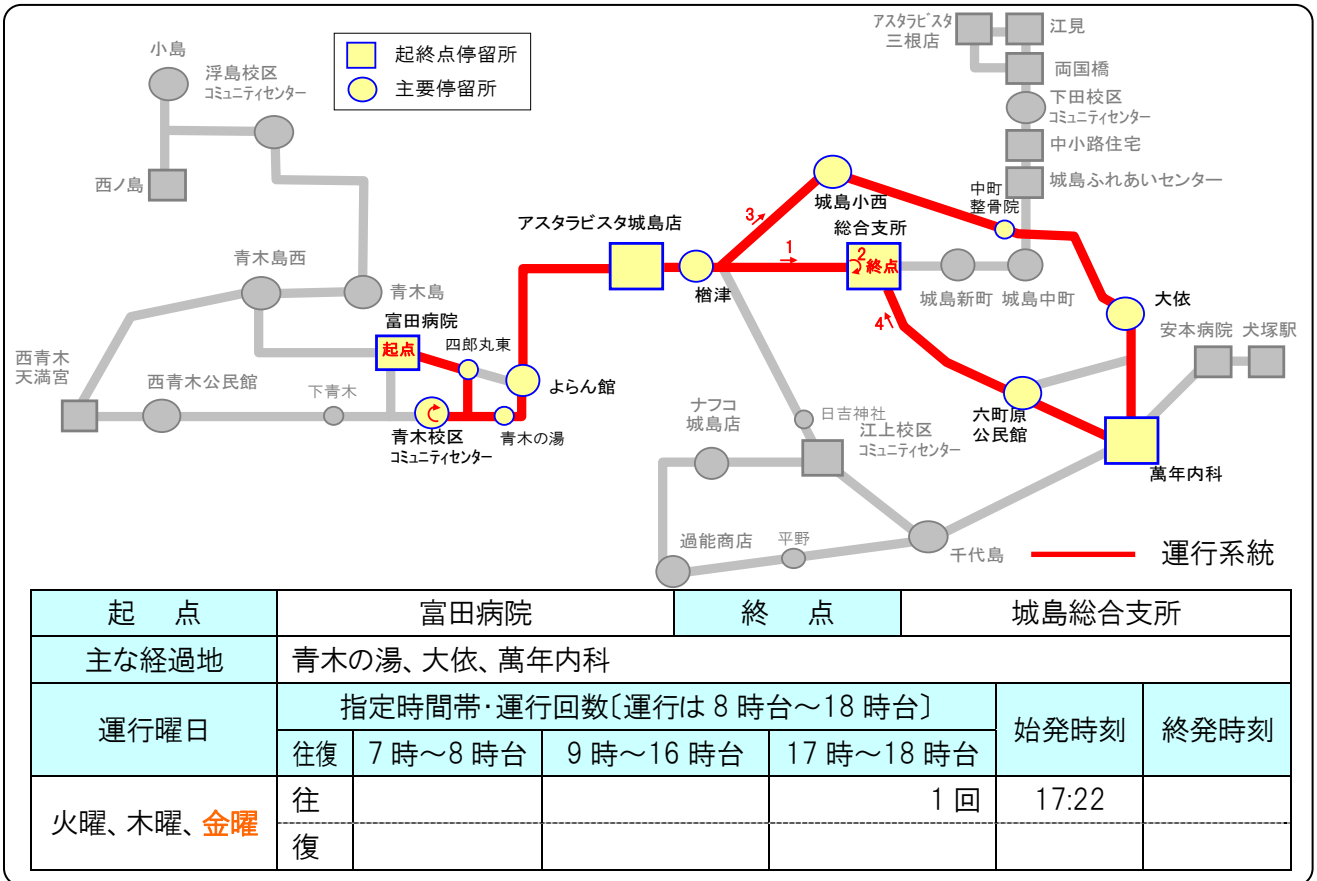 小島
浮島校区
コミュニティセンター
西ノ島
起終点停留所
主要停留所
アスタラビスタ
三根店
江見
両国橋
下田校区
コミュニティセンター
中小路住宅
城島ふれあいセンター
中町
整骨院
城島小西
アスタラビスタ城島店
総合支所
3
1
2
終点
楢津
城島新町
城島中町
大依
安本病院
犬塚駅
青木島西
青木島
富田病院
起点
四郎丸東
4
西青木
天満宮
西青木公民館
下青木
よらん館
青木校区
コミュニティセンター
青木の湯
ナフコ
城島店
日吉神社
江上校区
コミュニティセンター
六町原
公民館
萬年内科
過能商店
平野
千代島
運行系統
起 点 富田病院 終 点 城島総合支所
主な経過地 青木の湯、大依、萬年内科
運行曜日 指定時間帯・運行回数〔運行は8時台～18時台〕 始発時刻 終発時刻
往復 7時～8時台 9時～16時台 17時～18時台
火曜、木曜、金曜
往 1回 17:22
復